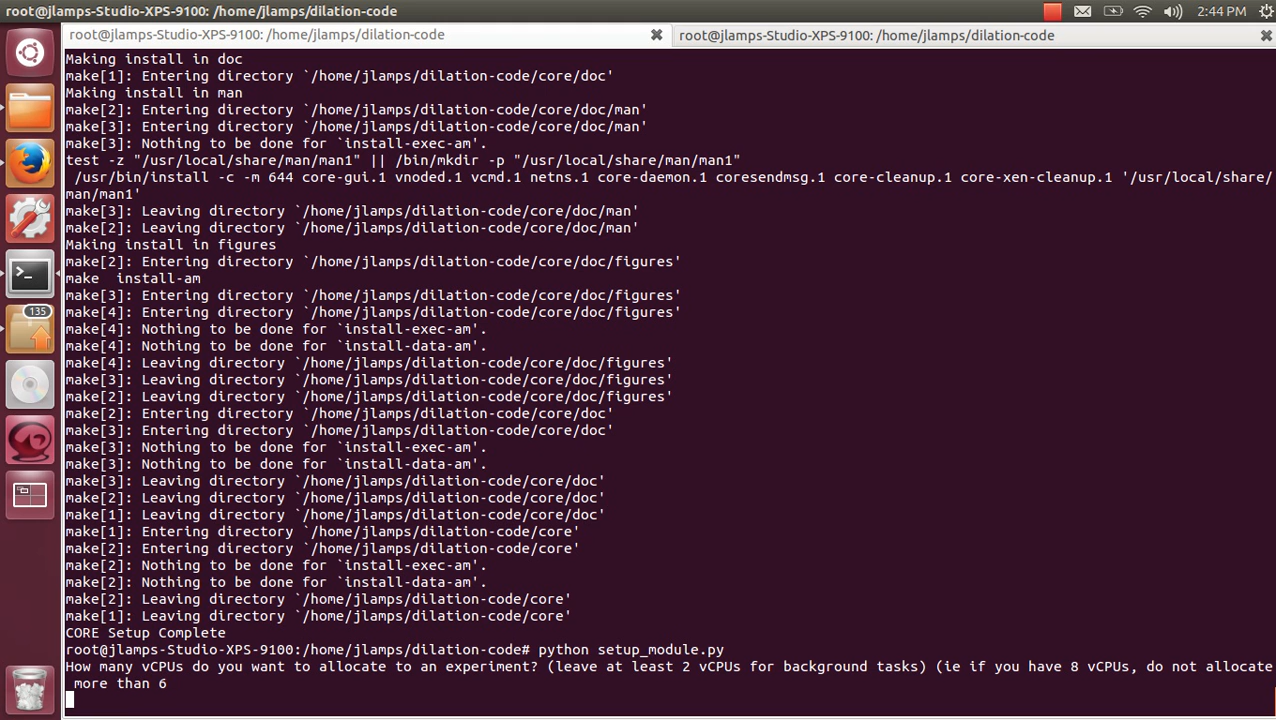 root@jlamps-Studio-XPS-9100: /home/jlamps/dilation-code
2:44 PM
root@jlamps-Studio-XPS-9100: /home/jlamps/dilation-code
root@jlamps-Studio-XPS-9100: /home/jlamps/dilation-code
Making install in doc
make[1]: Entering directory `/home/jlamps/dilation-code/core/doc'
Making install in man
make[2]: Entering directory `/home/jlamps/dilation-code/core/doc/man'
make[3]: Entering directory `/home/jlamps/dilation-code/core/doc/man'
make[3]: Nothing to be done for `install-exec-am'.
test -z "/usr/local/share/man/man1" || /bin/mkdir -p "/usr/local/share/man/man1"
 /usr/bin/install -c -m 644 core-gui.1 vnoded.1 vcmd.1 netns.1 core-daemon.1 coresendmsg.1 core-cleanup.1 core-xen-cleanup.1 '/usr/local/share/
man/man1'
make[3]: Leaving directory `/home/jlamps/dilation-code/core/doc/man'
make[2]: Leaving directory `/home/jlamps/dilation-code/core/doc/man'
Making install in figures
make[2]: Entering directory `/home/jlamps/dilation-code/core/doc/figures'
make  install-am
make[3]: Entering directory `/home/jlamps/dilation-code/core/doc/figures'
make[4]: Entering directory `/home/jlamps/dilation-code/core/doc/figures'
make[4]: Nothing to be done for `install-exec-am'.
make[4]: Nothing to be done for `install-data-am'.
make[4]: Leaving directory `/home/jlamps/dilation-code/core/doc/figures'
make[3]: Leaving directory `/home/jlamps/dilation-code/core/doc/figures'
make[2]: Leaving directory `/home/jlamps/dilation-code/core/doc/figures'
make[2]: Entering directory `/home/jlamps/dilation-code/core/doc'
make[3]: Entering directory `/home/jlamps/dilation-code/core/doc'
make[3]: Nothing to be done for `install-exec-am'.
make[3]: Nothing to be done for `install-data-am'.
make[3]: Leaving directory `/home/jlamps/dilation-code/core/doc'
make[2]: Leaving directory `/home/jlamps/dilation-code/core/doc'
make[1]: Leaving directory `/home/jlamps/dilation-code/core/doc'
make[1]: Entering directory `/home/jlamps/dilation-code/core'
make[2]: Entering directory `/home/jlamps/dilation-code/core'
make[2]: Nothing to be done for `install-exec-am'.
make[2]: Nothing to be done for `install-data-am'.
make[2]: Leaving directory `/home/jlamps/dilation-code/core'
make[1]: Leaving directory `/home/jlamps/dilation-code/core'
CORE Setup Complete
root@jlamps-Studio-XPS-9100:/home/jlamps/dilation-code# python setup_module.py
How many vCPUs do you want to allocate to an experiment? (leave at least 2 vCPUs for background tasks) (ie if you have 8 vCPUs, do not allocate
 more than 6
135